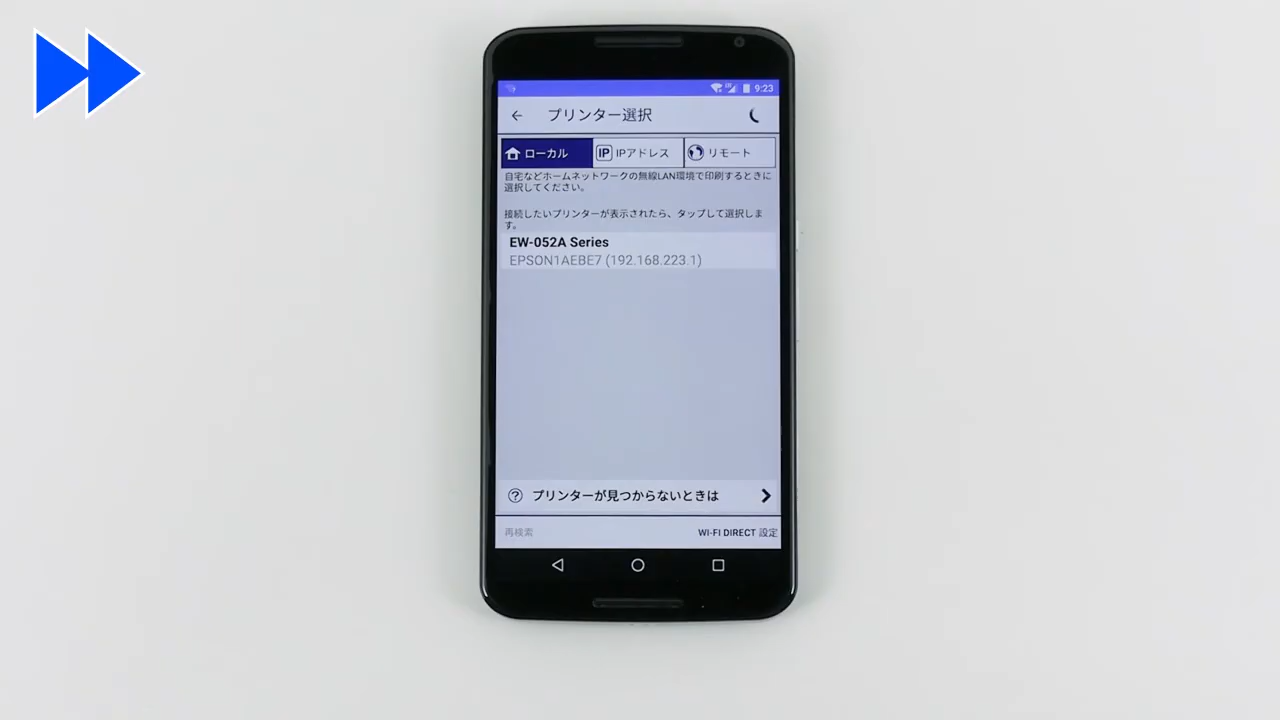 9:23
プリンター選択
ローカル
IP IPアドレス
リモート
自宅などホームネットワークの無線LAN環境で印刷するときに
選択してください。
接続したいプリンターが表示されたら、タップして選択しま
す。
EW-052A Series
EPSON1AEBE7 (192.168.223.1)
? プリンターが見つからないときは
再検索
WI-FI DIRECT 設定